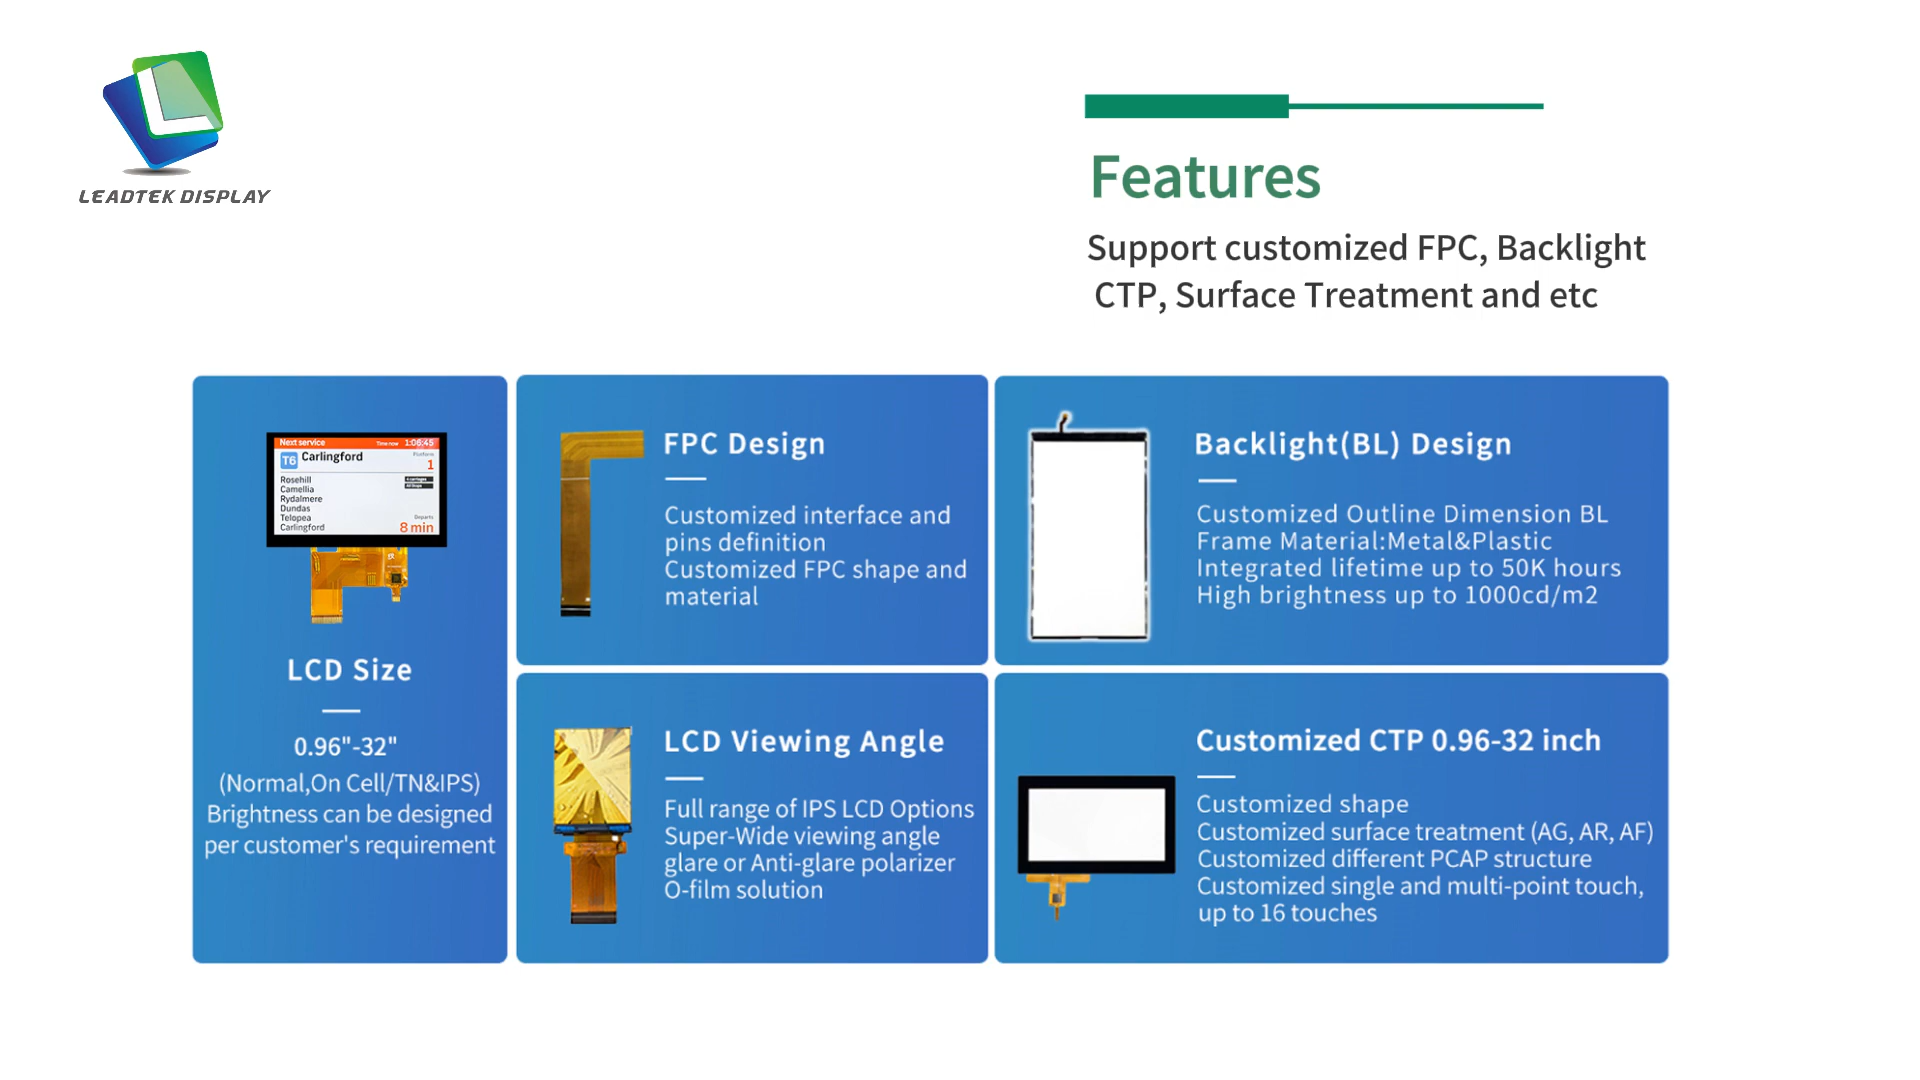 LEADTEK DISPLAY
Features
Support customized FPC, Backlight
CTP, Surface Treatment and etc
Next service
Time now 1:06:45
T6 Carlingford
Platform
1
Rosehill
Camellia
Rydalmere
Dundas
Telopea
Carlingford
Departs
8 min
LCD Size
0.96"-32"
(Normal,On Cell/TN&IPS)
Brightness can be designed
per customer's requirement
FPC Design
Customized interface and
pins definition
Customized FPC shape and
material
Backlight(BL) Design
Customized Outline Dimension BL
Frame Material:Metal&Plastic
Integrated lifetime up to 50K hours
High brightness up to 1000cd/m2
LCD Viewing Angle
Full range of IPS LCD Options
Super-Wide viewing angle
glare or Anti-glare polarizer
O-film solution
Customized CTP 0.96-32 inch
Customized shape
Customized surface treatment (AG, AR, AF)
Customized different PCAP structure
Customized single and multi-point touch,
up to 16 touches